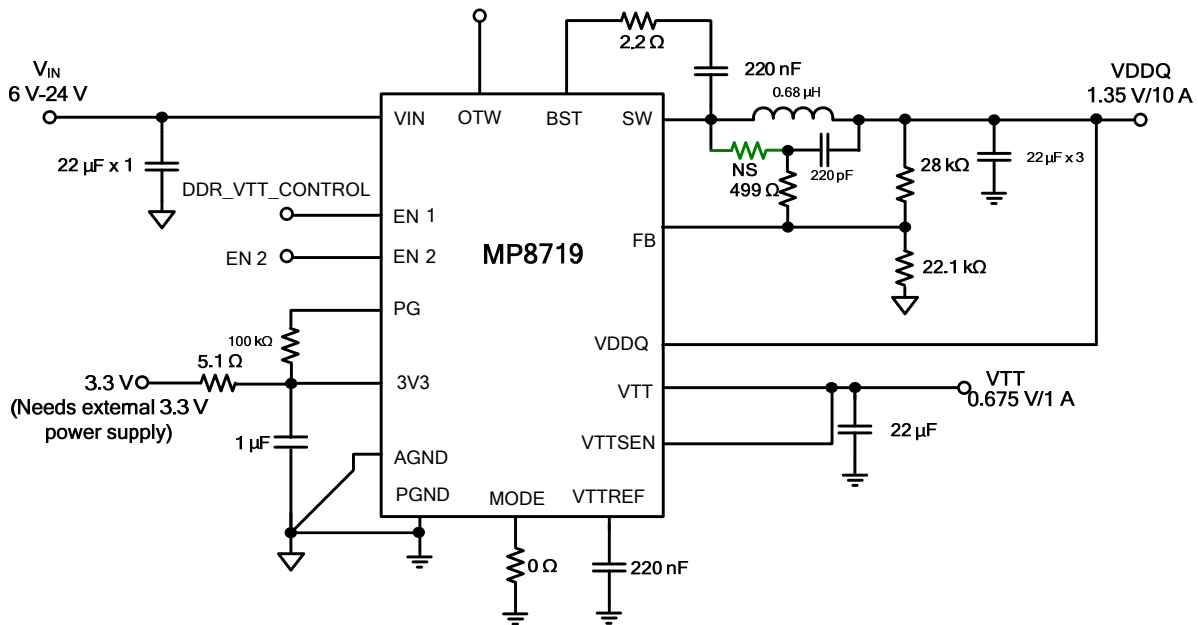 2.2 Ω
V_IN
6 V-24 V
220 nF
0.68 µH
VDDQ
1.35 V/10 A
VIN
OTW
BST
SW
22 µF x 1
NS
499 Ω
220 pF
28 kΩ
22 µF x 3
DDR_VTT_CONTROL
EN 1
FB
EN 2
EN 2
MP8719
22.1 kΩ
PG
100 kΩ
VDDQ
5.1 Ω
3.3 V
(Needs external 3.3 V
power supply)
3V3
VTT
VTT
0.675 V/1 A
1 µF
VTTSEN
22 µF
AGND
PGND
MODE
VTTREF
0 Ω
220 nF